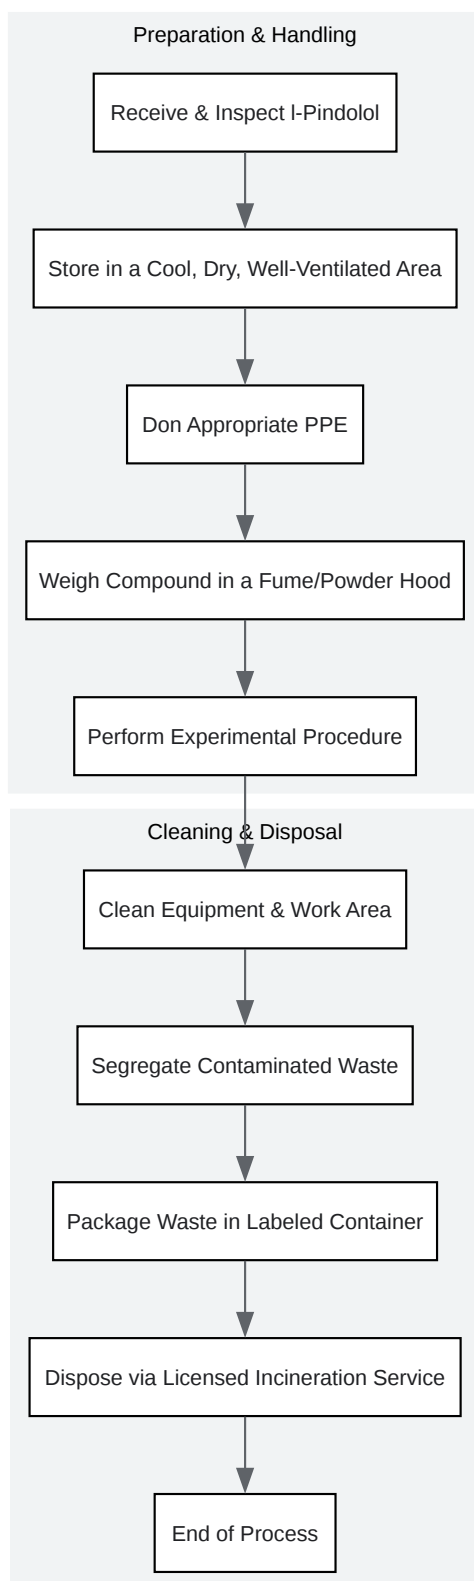 Preparation & Handling
Receive & Inspect l-Pindolol
Store in a Cool, Dry, Well-Ventilated Area
Don Appropriate PPE
Weigh Compound in a Fume/Powder Hood
Perform Experimental Procedure
Cleaning & Disposal
Clean Equipment & Work Area
Segregate Contaminated Waste
Package Waste in Labeled Container
Dispose via Licensed Incineration Service
End of Process